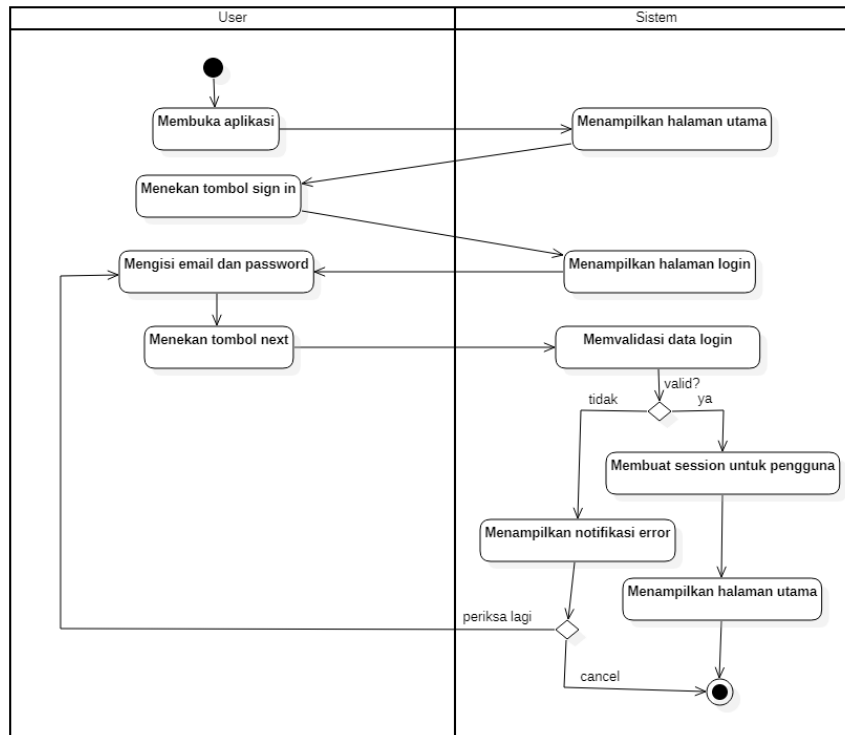 User
Sistem
Membuka aplikasi
Menampilkan halaman utama
Menekan tombol sign in
Mengisi email dan password
Menampilkan halaman login
Menekan tombol next
Memvalidasi data login
valid?
tidak
ya
Membuat session untuk pengguna
Menampilkan notifikasi error
Menampilkan halaman utama
periksa lagi
cancel